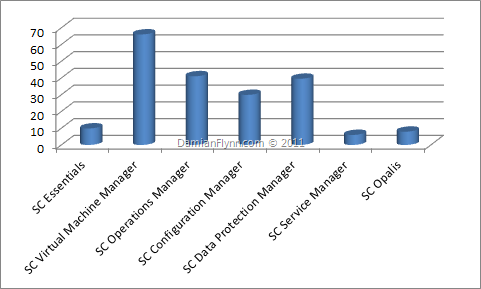 70
60
50
40
30
20
10
0
DamianFlynn.com © 2011
SC Essentials
SC Virtual Machine Manager
SC Operations Manager
SC Configuration Manager
SC Data Protection Manager
SC Service Manager
SC Opalis